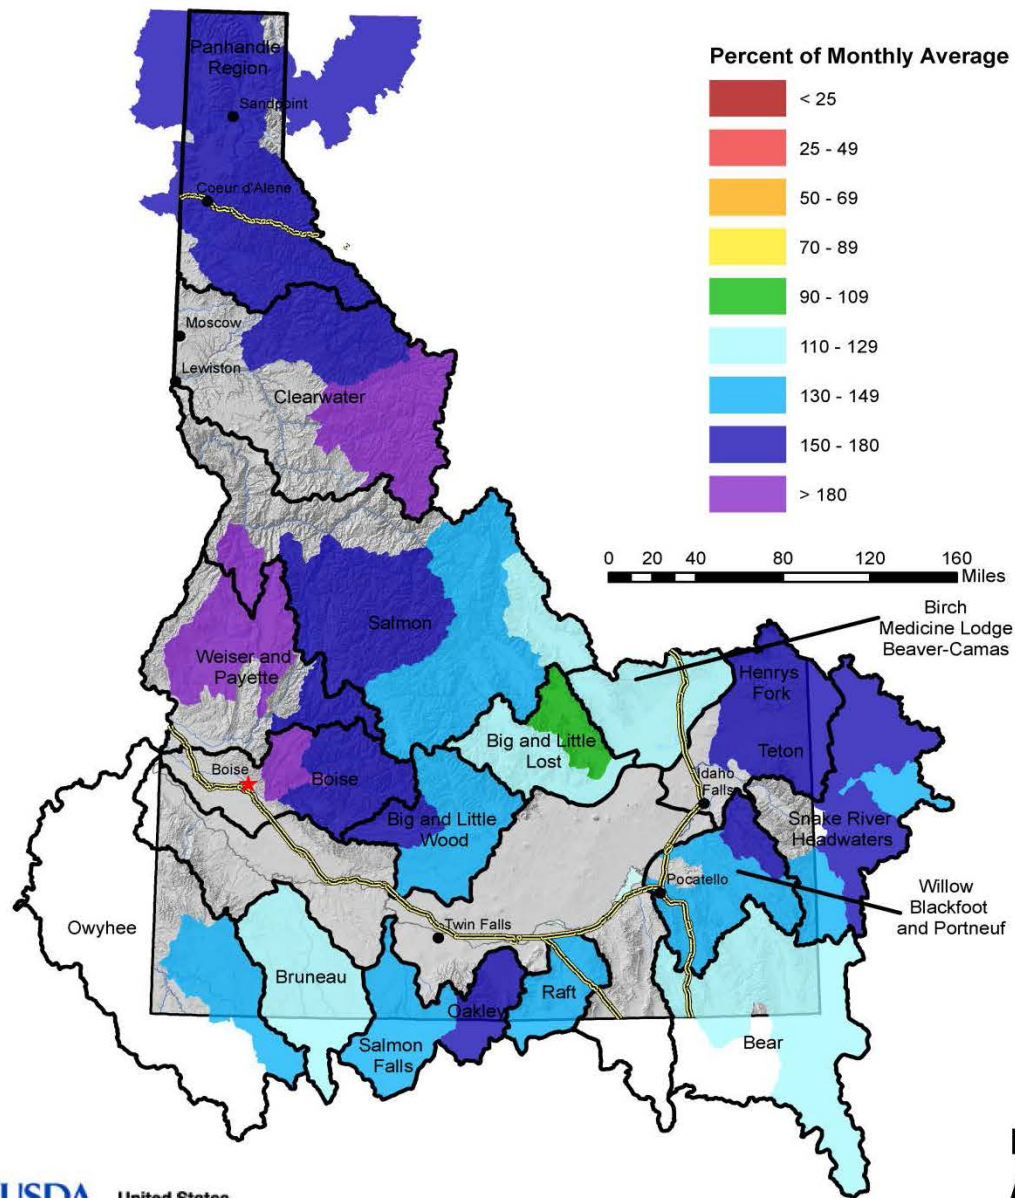 Panhandle
Region
Sandpoint
Coeur d'Alene
Moscow
Lewiston
Clearwater
Salmon
Weiser and
Payette
Boise
Boise
Big and Little
Wood
Big and Little
Lost
Birch
Medicine Lodge
Beaver-Camas
Henrys
Fork
Teton
Idaho
Falls
Snake River
Headwaters
Pocatello
Willow
Blackfoot
and Portneuf
Twin Falls
Owyhee
Bruneau
Salmon
Falls
Oakley
Raft
Bear
Percent of Monthly Average
< 25
25 - 49
50 - 69
70 - 89
90 - 109
110 - 129
130 - 149
150 - 180
> 180
0 20 40 80 120 160
Miles
USDA United States